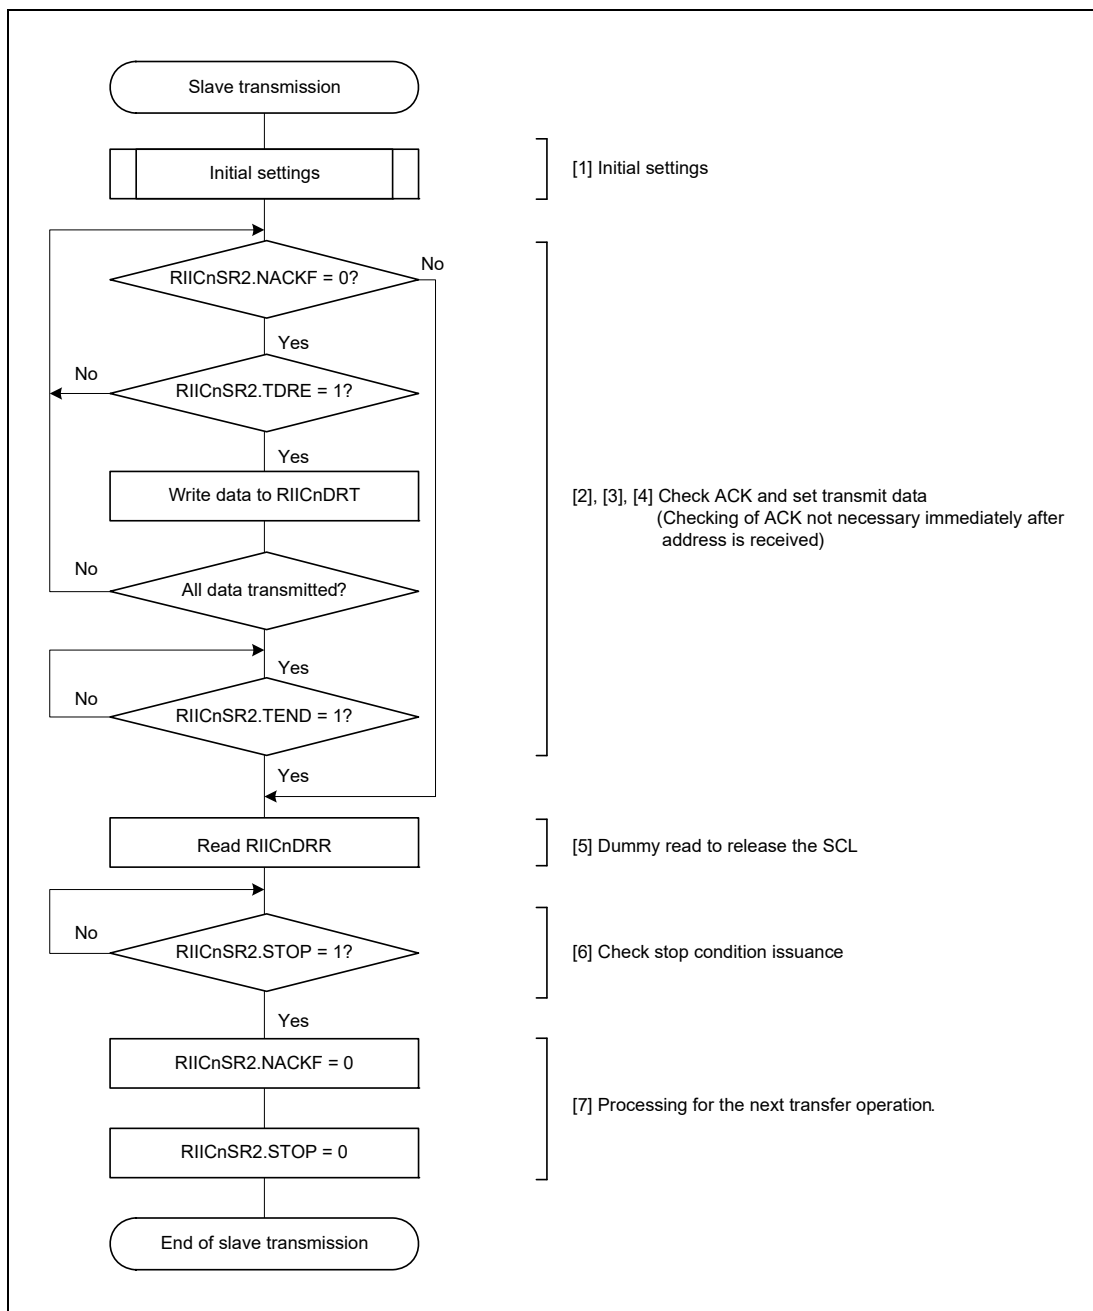 Slave transmission
Initial settings
[1] Initial settings
RIICnSR2.NACKF = 0?
No
Yes
No
RIICnSR2.TDRE = 1?
Yes
Write data to RIICnDRT
[2], [3], [4] Check ACK and set transmit data
(Checking of ACK not necessary immediately after
address is received)
No
All data transmitted?
Yes
No
RIICnSR2.TEND = 1?
Yes
Read RIICnDRR
[5] Dummy read to release the SCL
No
RIICnSR2.STOP = 1?
[6] Check stop condition issuance
Yes
RIICnSR2.NACKF = 0
[7] Processing for the next transfer operation.
RIICnSR2.STOP = 0
End of slave transmission